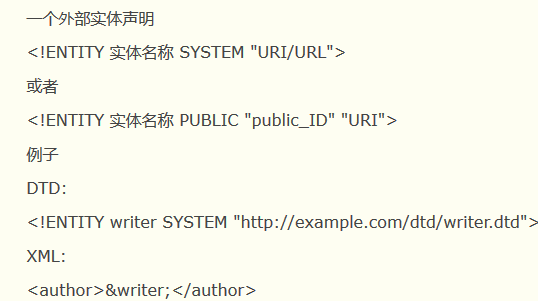 一个外部实体声明
<!ENTITY 实体名称 SYSTEM "URI/URL">
或者
<!ENTITY 实体名称 PUBLIC "public_ID" "URI">
例子
DTD:
<!ENTITY writer SYSTEM "http://example.com/dtd/writer.dtd">
XML:
<author>&writer;</author>